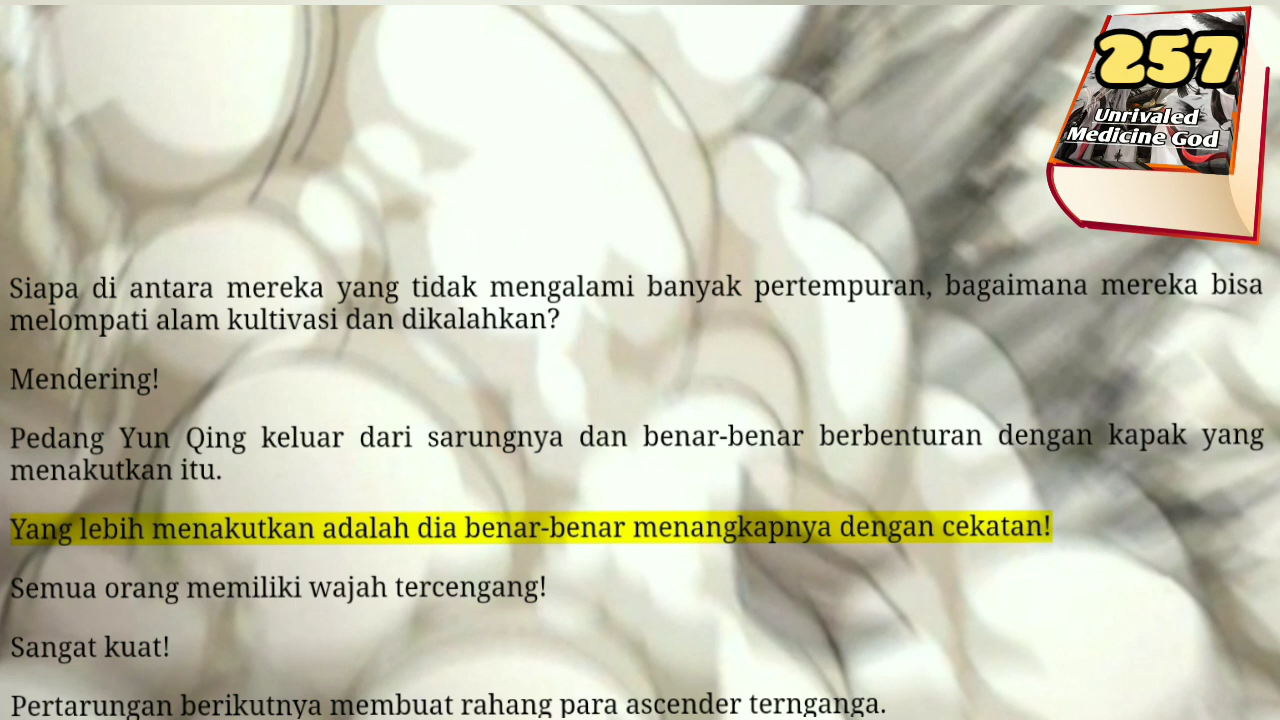 257
Unrivaled
Medicine God
Siapa di antara mereka yang tidak mengalami banyak pertempuran, bagaimana mereka bisa
melompati alam kultivasi dan dikalahkan?
Mendering!
Pedang Yun Qing keluar dari sarungnya dan benar-benar berbenturan dengan kapak yang
menakutkan itu.
Yang lebih menakutkan adalah dia benar-benar menangkapnya dengan cekatan!
Semua orang memiliki wajah tercengang!
Sangat kuat!
Pertarungan berikutnya membuat rahang para ascender ternganga.